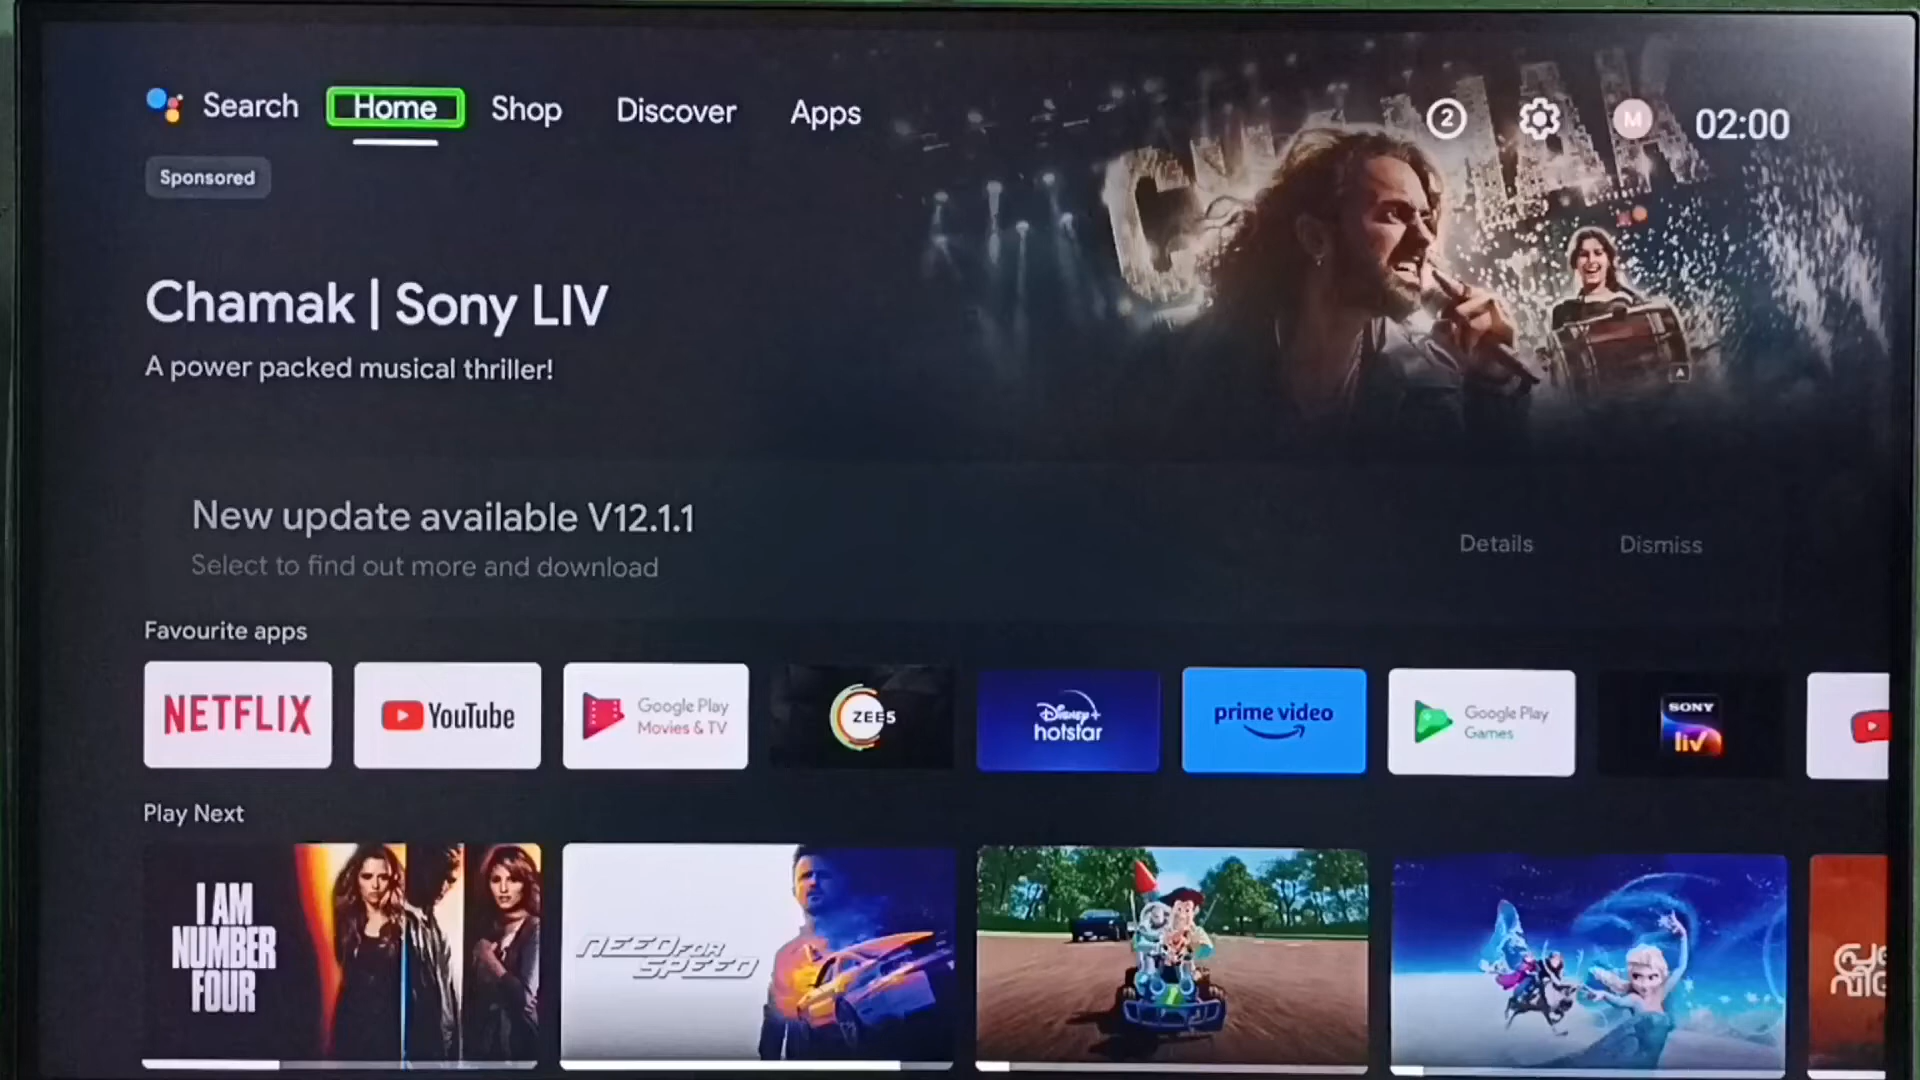 Search Home Shop Discover Apps
2 M 02:00
Sponsored
Chamak | Sony LIV
A power packed musical thriller!
New update available V12.1.1
Select to find out more and download
Details Dismiss
Favourite apps
NETFLIX
YouTube
Google Play
Movies & TV
ZEE5
Disney+
hotstar
prime video
Google Play
Games
SONY
liv
Play Next
I AM
NUMBER
FOUR
NEED FOR
SPEED